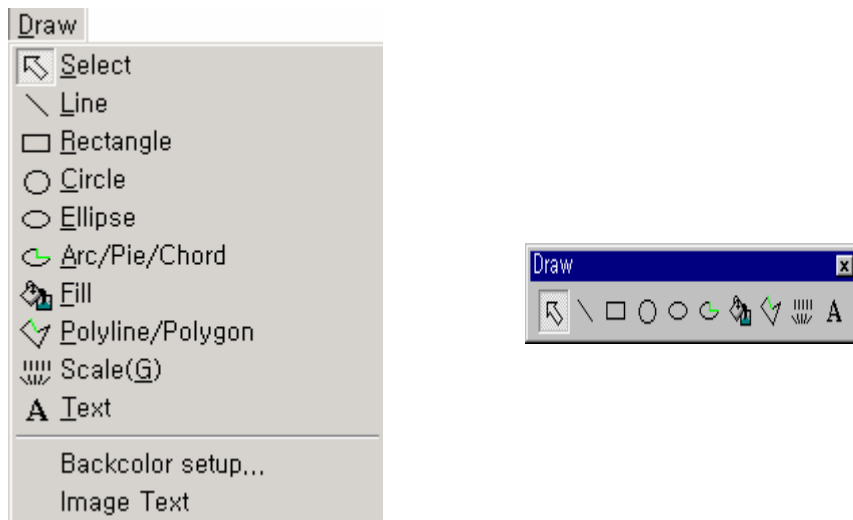 Draw
Select
Line
Rectangle
Circle
Ellipse
Arc/Pie/Chord
Fill
Polyline/Polygon
Scale(G)
A Text
Backcolor setup...
Image Text
Draw
A